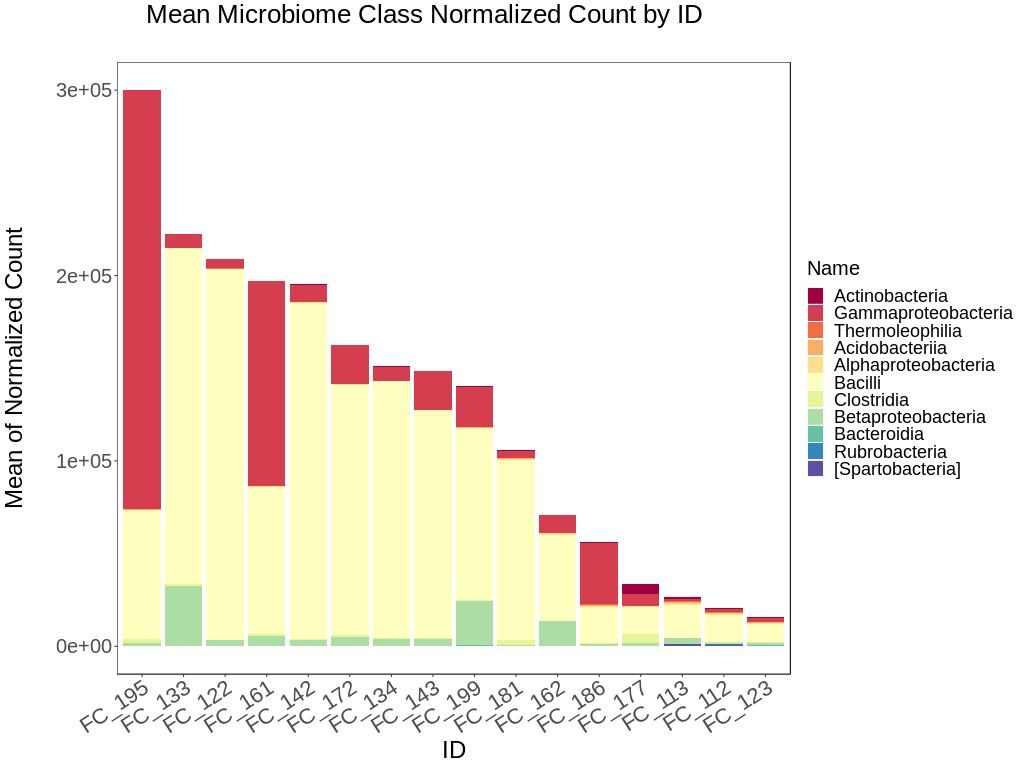 Mean Microbiome Class Normalized Count by ID
Mean of Normalized Count
3e+05
2e+05
1e+05
0e+00
FC_195
FC_133
FC_122
FC_161
FC_142
FC_172
FC_134
FC_143
FC_199
FC_181
FC_162
FC_186
FC_177
FC_113
FC_112
FC_123
ID
Name
Actinobacteria
Gammaproteobacteria
Thermoleophilia
Acidobacteriia
Alphaproteobacteria
Bacilli
Clostridia
Betaproteobacteria
Bacteroidia
Rubrobacteria
[Spartobacteria]